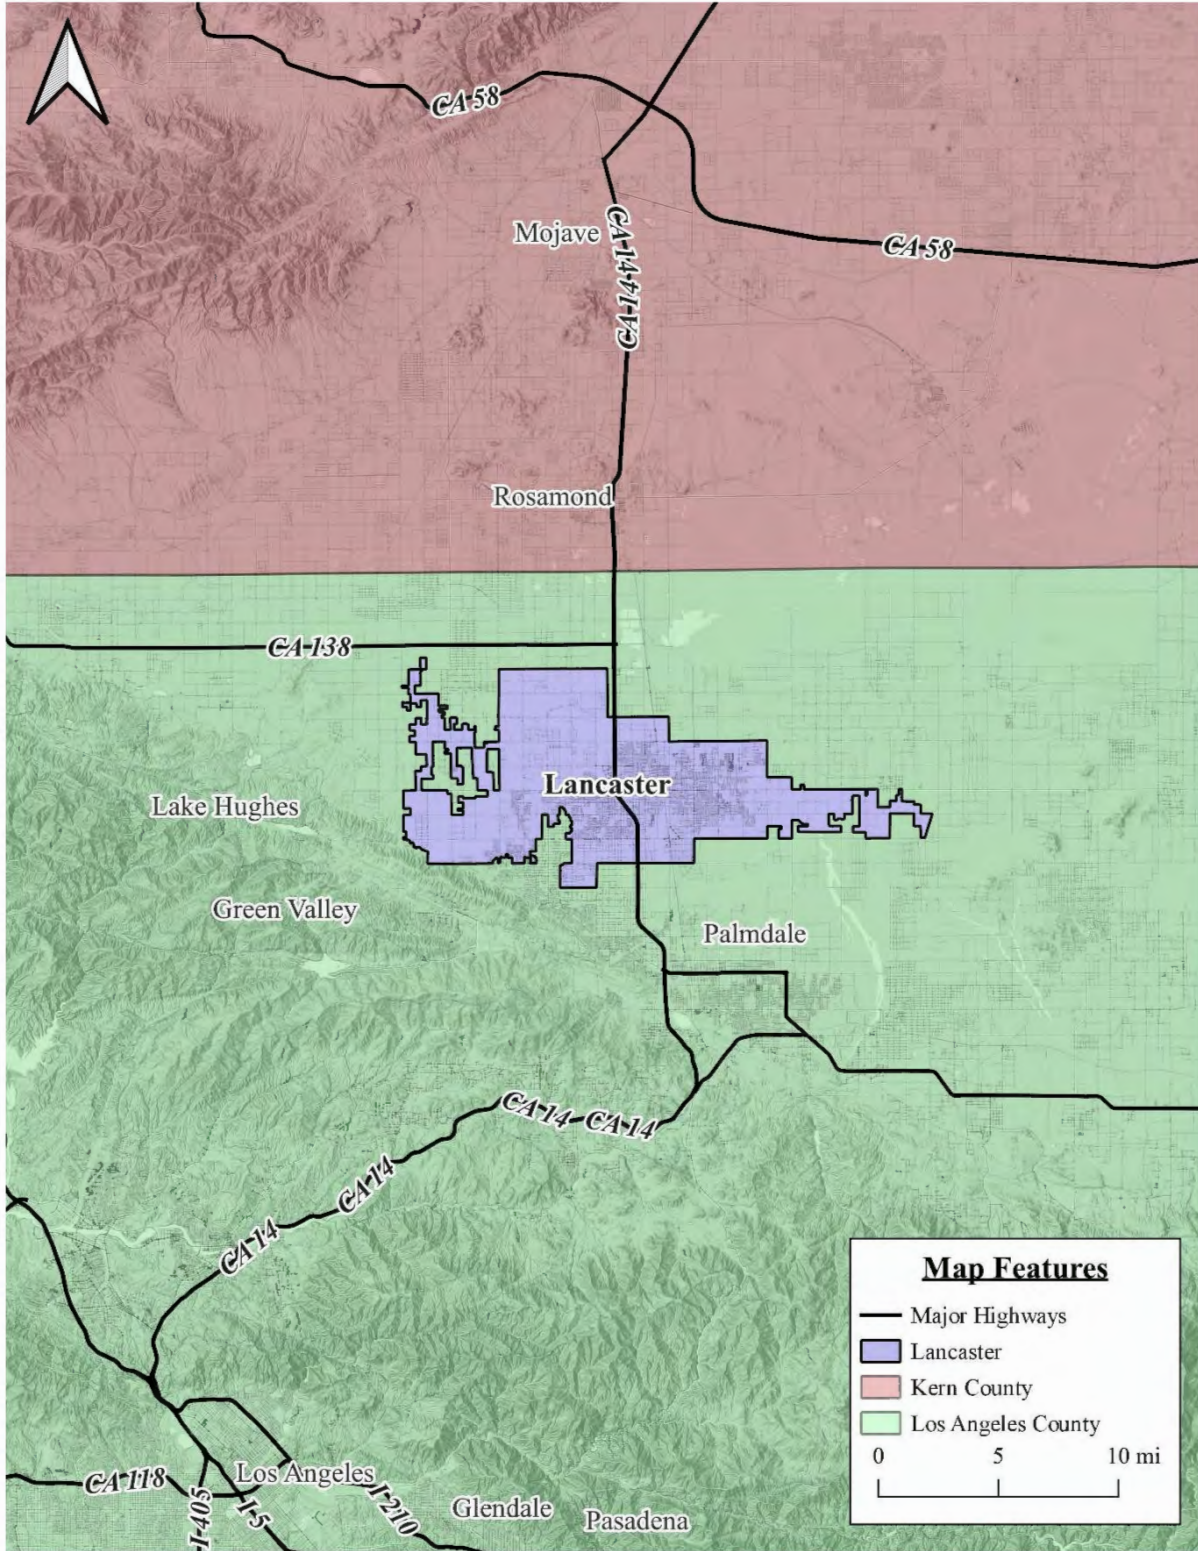 CA 58
Mojave
CA 14
CA 14
CA 58
Rosamond
CA 138
Lancaster
Lake Hughes
Green Valley
Palmdale
CA 14
CA 14
CA 14
CA 14
Map Features
Major Highways
Lancaster
Kern County
Los Angeles County
0 5 10 mi
CA 118
Los Angeles
I-405
I-5
I-210
Glendale
Pasadena